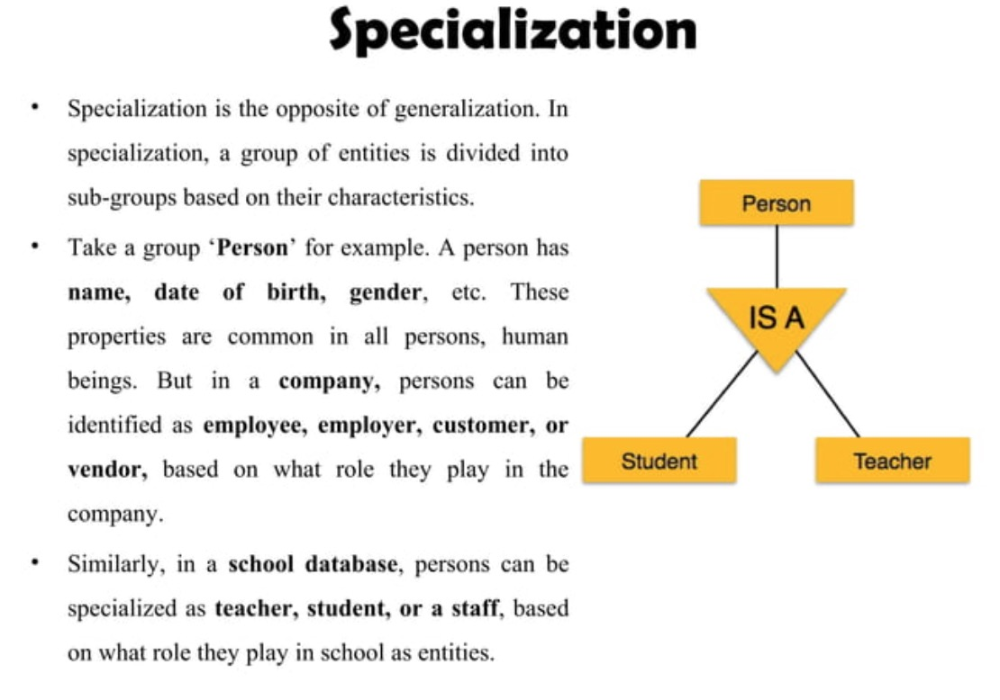 Specialization
• Specialization is the opposite of generalization. In
specialization, a group of entities is divided into
sub-groups based on their characteristics.
• Take a group ‘Person’ for example. A person has
name, date of birth, gender, etc. These
properties are common in all persons, human
beings. But in a company, persons can be
identified as employee, employer, customer, or
vendor, based on what role they play in the
company.
• Similarly, in a school database, persons can be
specialized as teacher, student, or a staff, based
on what role they play in school as entities.
Person
IS A
Student
Teacher